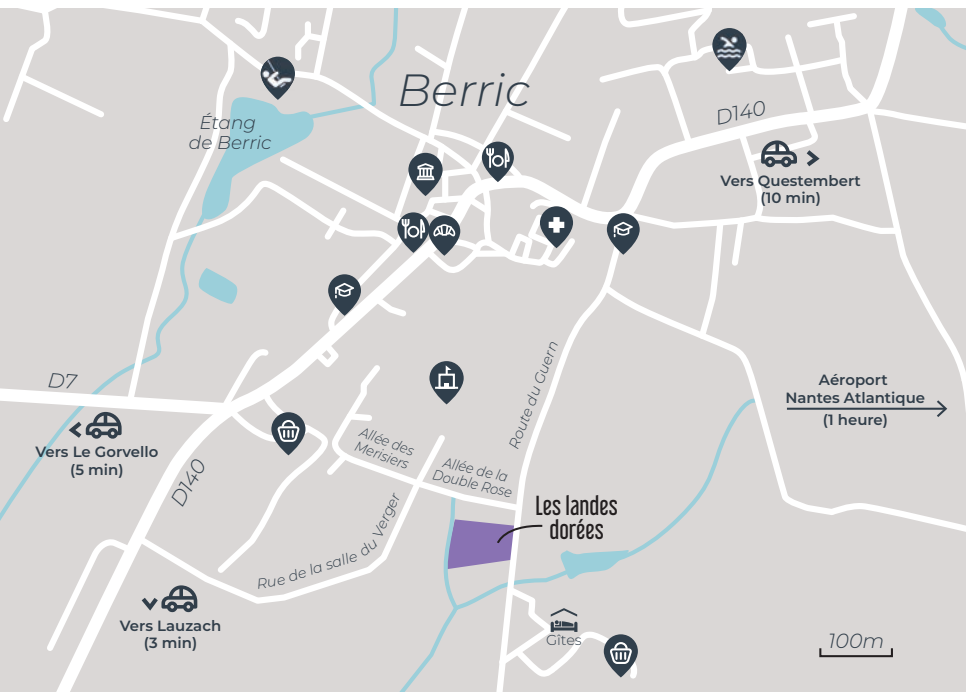 Berric
D140
Étang
de Berric
Vers Questembert
(10 min)
D7
Route du Guern
Aéroport
Nantes Atlantique
(1 heure)
Vers Le Gorvello
(5 min)
D140
Allée des
Merisiers
Allée de la
Double Rose
Les landes
dorées
Rue de la salle du Verger
Vers Lauzach
(3 min)
Gîtes
100m